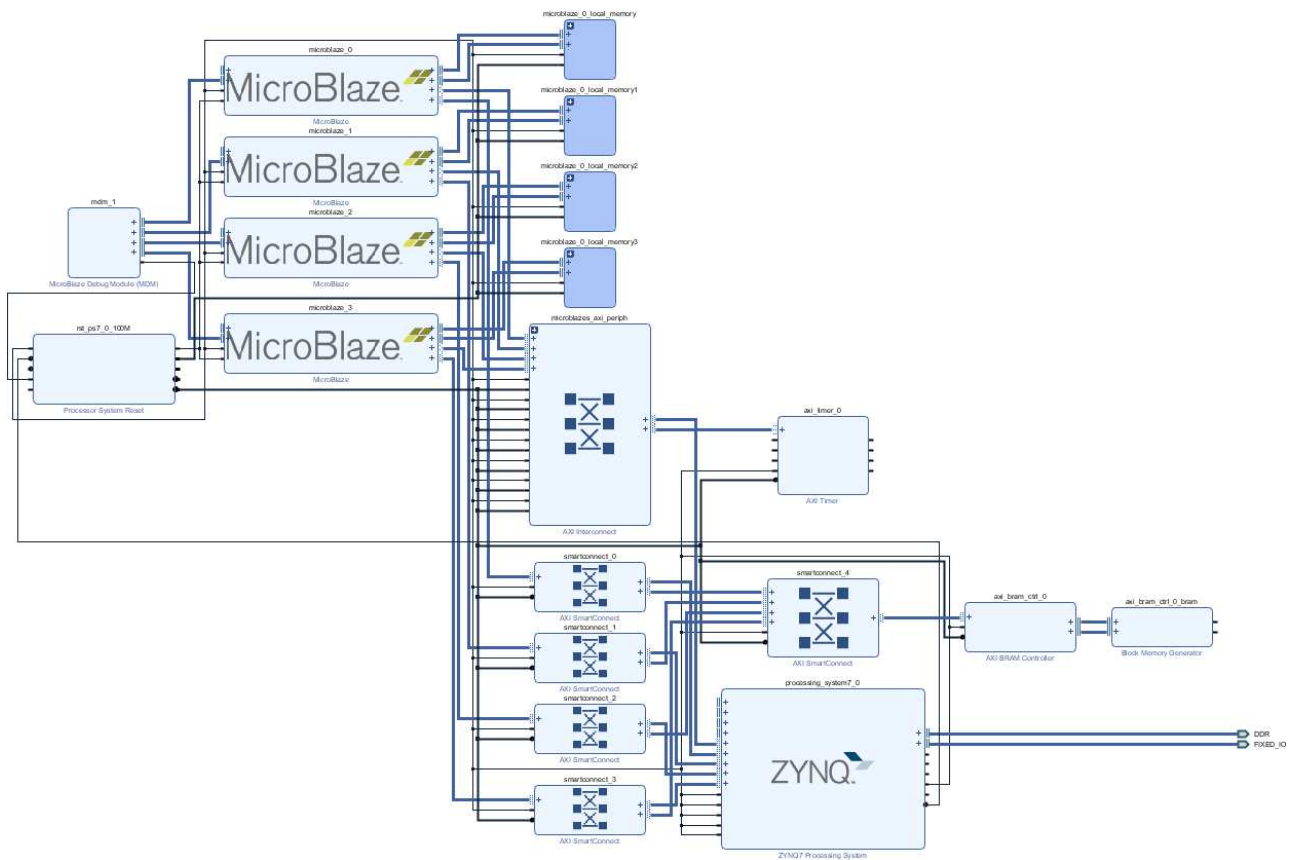 microblaze_0_local_memory
microblaze_0
MicroBlaze
MicroBlaze
microblaze_0_local_memory1
microblaze_1
MicroBlaze
MicroBlaze
microblaze_0_local_memory2
mdm_1
MicroBlaze Debug Module (MDM)
microblaze_2
MicroBlaze
MicroBlaze
microblaze_0_local_memory3
rst_ps7_0_100M
Processor System Reset
microblaze_3
MicroBlaze
MicroBlaze
microblazes_axi_periph
AXI Interconnect
axi_timer_0
AXI Timer
smartconnect_0
AXI SmartConnect
smartconnect_1
AXI SmartConnect
smartconnect_2
AXI SmartConnect
smartconnect_3
AXI SmartConnect
smartconnect_4
AXI SmartConnect
axi_bram_ctrl_0
AXI BRAM Controller
axi_bram_ctrl_0_bram
Block Memory Generator
processing_system7_0
ZYNQ
ZYNQ7 Processing System
DDR
FIXED_IO